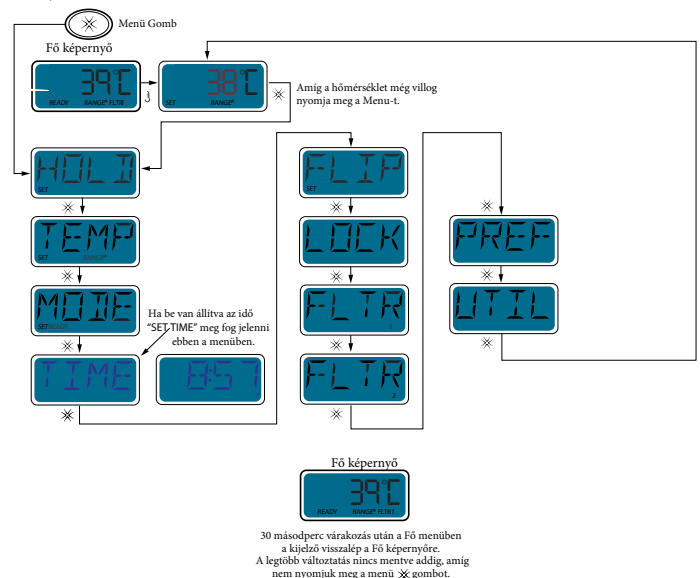 Menü Gomb
Fő képernyő
39°C
READY RANGE FLTR1
38°C
SET RANGE
Amíg a hőmérséklet még villog
nyomja meg a Menu-t.
HOLD
SET
TEMP
SET RANGE
MODE
SET READY
Ha be van állítva az idő
"SET TIME" meg fog jelenni
ebben a menüben.
TIME
8:57
FLIP
SET
LOCK
FLTR
1
FLTR
2
PREF
UTIL
Fő képernyő
39°C
READY RANGE FLTR1
30 másodperc várakozás után a Fő menüben
a kijelző visszalép a Fő képernyőre.
A legtöbb változtatás nincs mentve addig, amíg
nem nyomjuk meg a menü gombot.